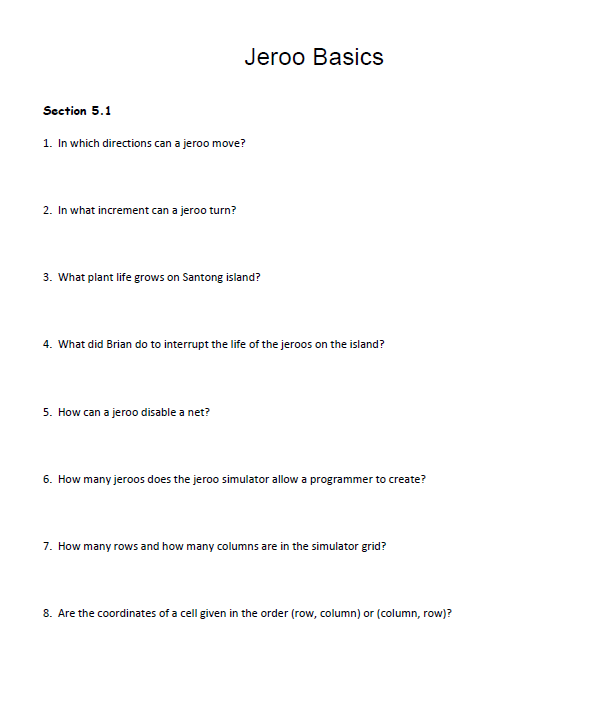 Jeroo Basics
Section 5.1
1. In which directions can a jeroo move?
2. In what increment can a jeroo turn?
3. What plant life grows on Santong island?
4. What did Brian do to interrupt the life of the jeroos on the island?
5. How can a jeroo disable a net?
6. How many jeroos does the jeroo simulator allow a programmer to create?
7. How many rows and how many columns are in the simulator grid?
8. Are the coordinates of a cell given in the order (row, column) or (column, row)?